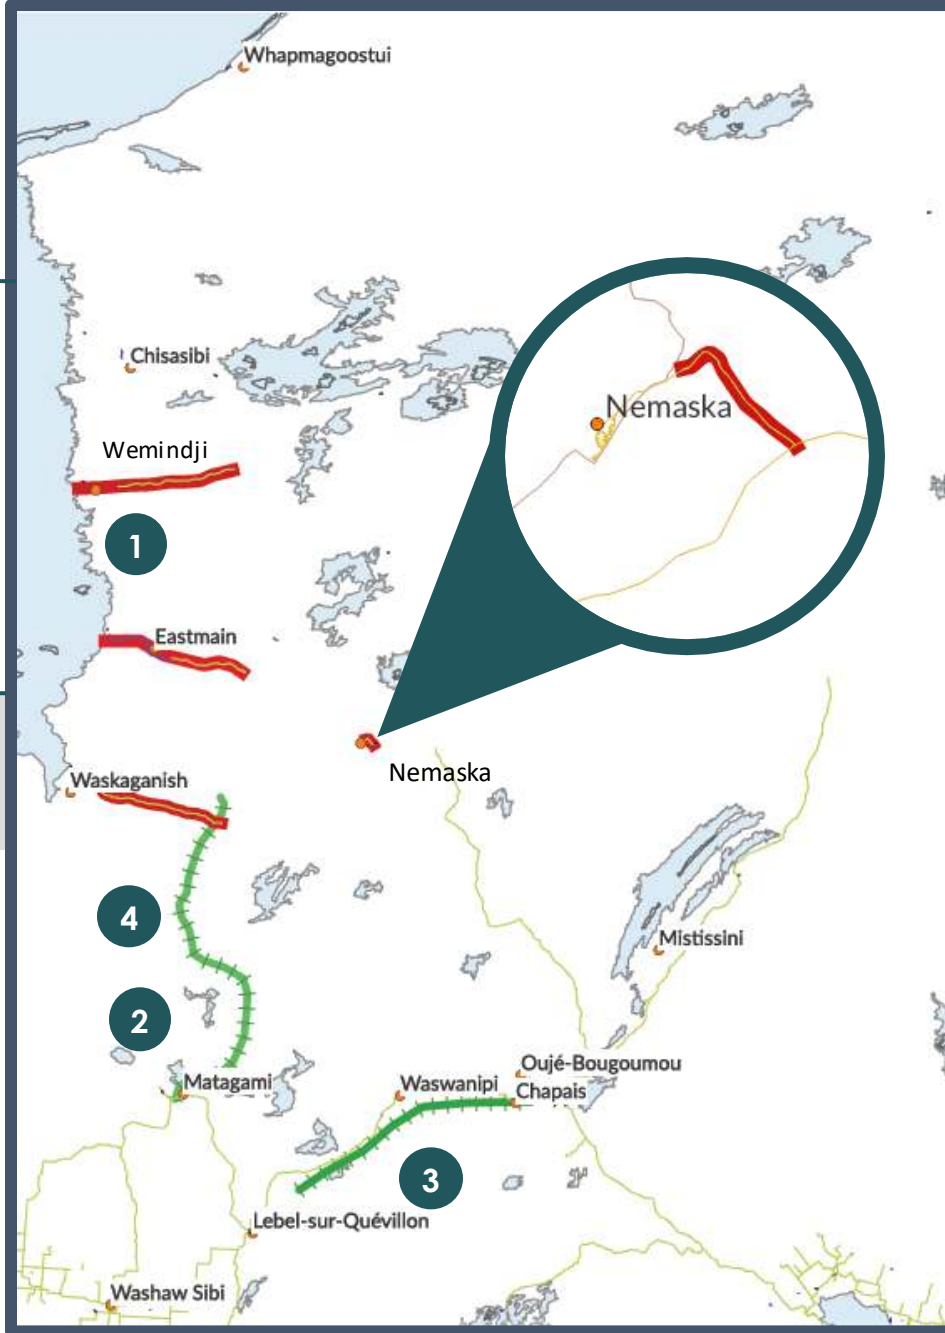 Whapmagoostui
Chisasibi
Wemindji
Nemaska
1
Eastmain
Nemaska
Waskaganish
4
Mistissini
2
Oujé-Bougoumou
Matagami
Waswanipi
Chapais
3
Lebel-sur-Quévillon
Washaw Sibi